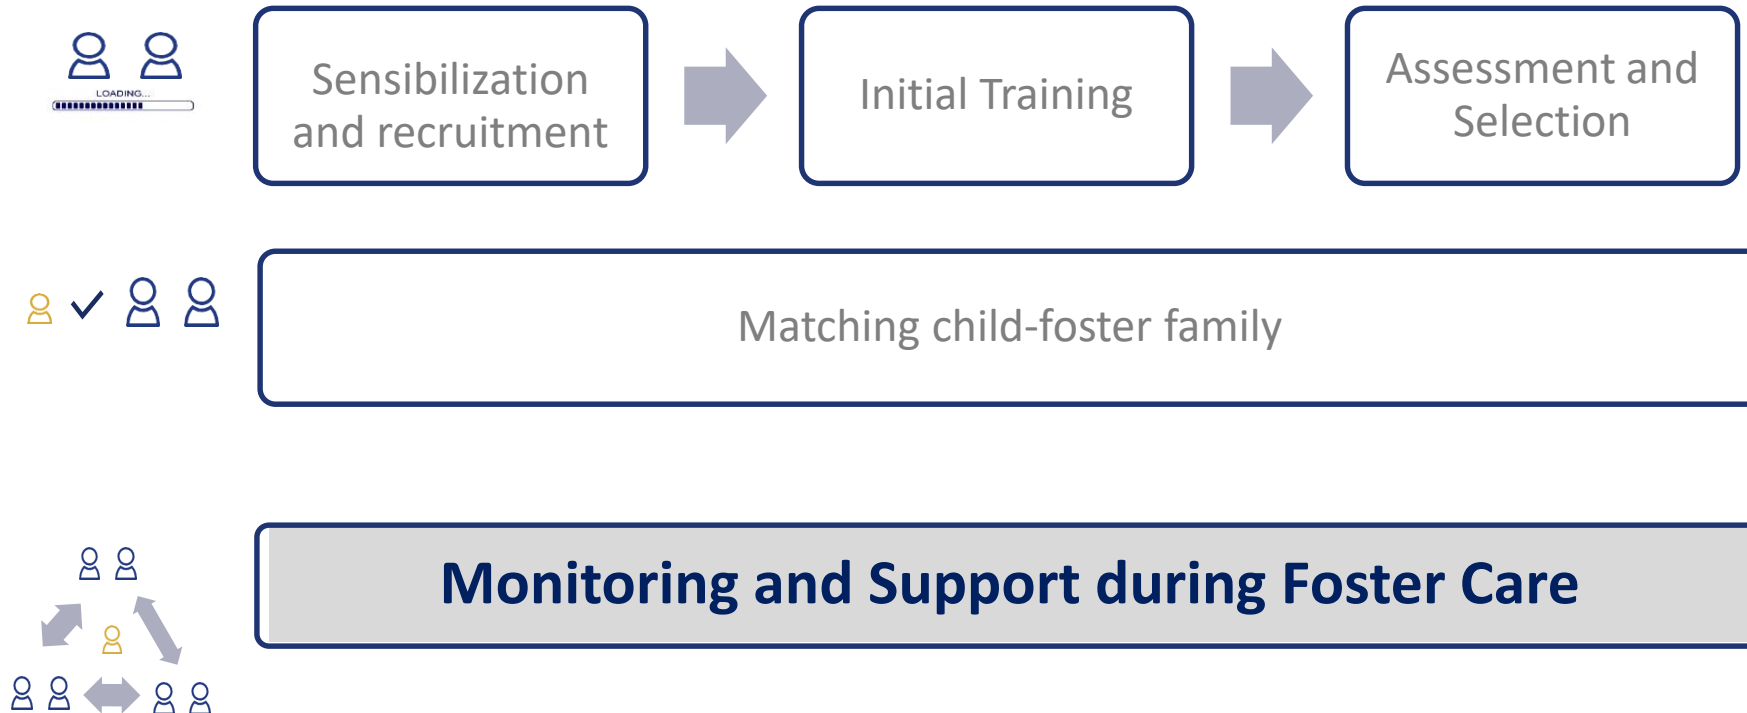 LOADING...
Sensibilization
and recruitment
Initial Training
Assessment and
Selection
Matching child-foster family
Monitoring and Support during Foster Care